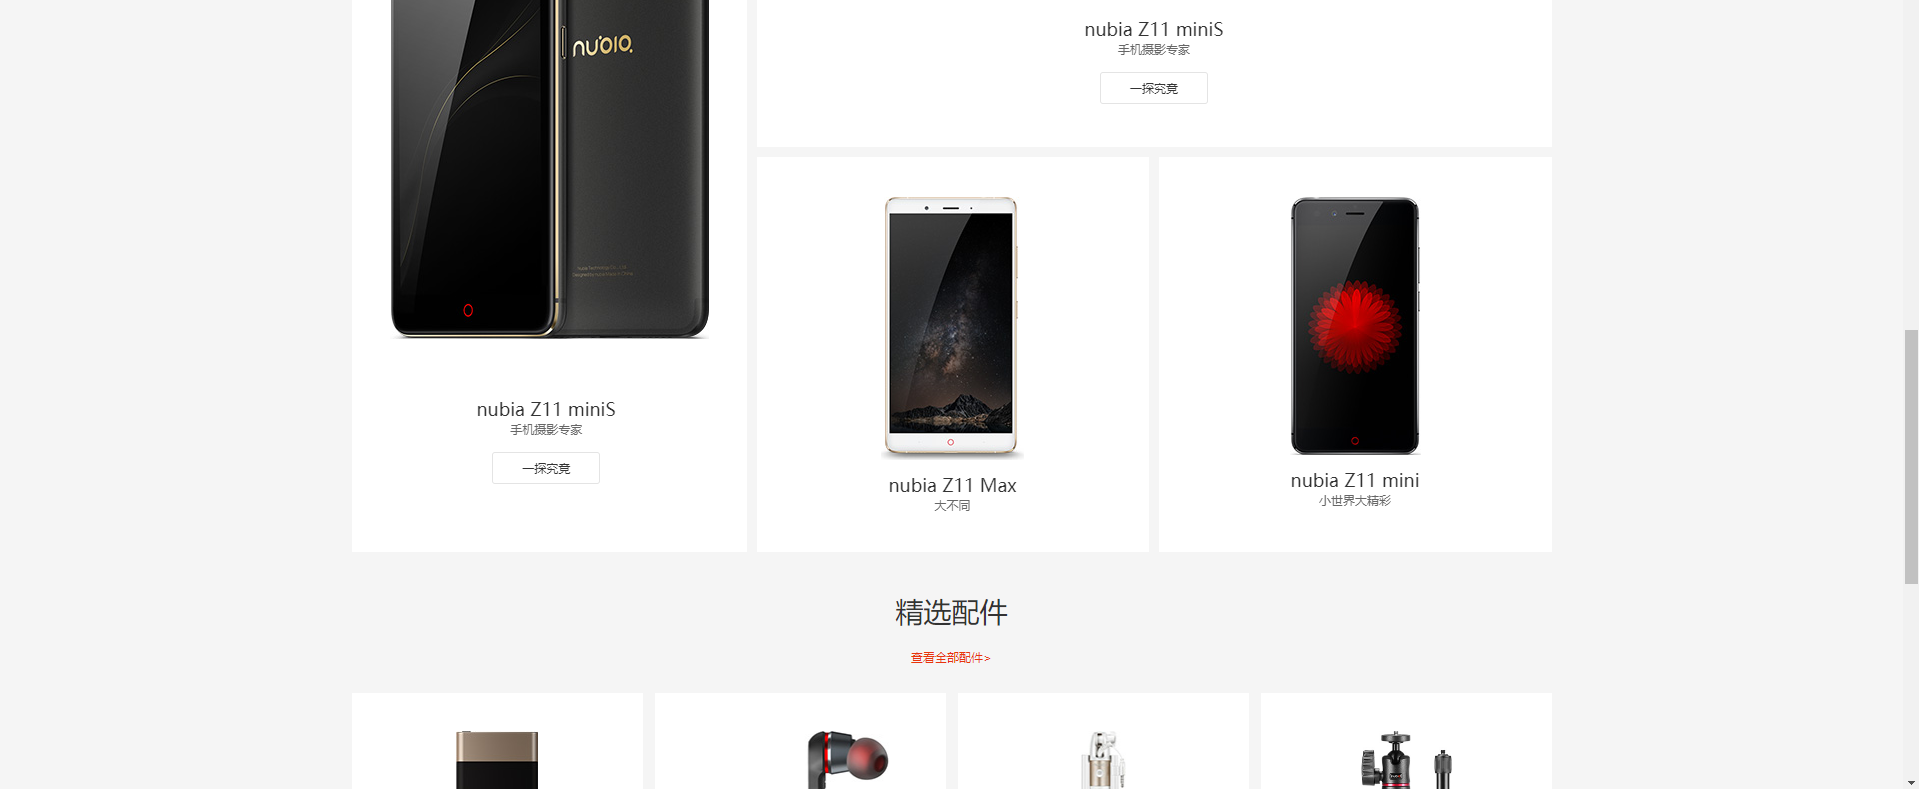 nubia
nubia Z11 miniS
手机摄影专家
一探究竟
nubia Z11 miniS
手机摄影专家
一探究竟
nubia Z11 Max
大不同
nubia Z11 mini
小世界大精彩
精选配件
查看全部配件>
nubia